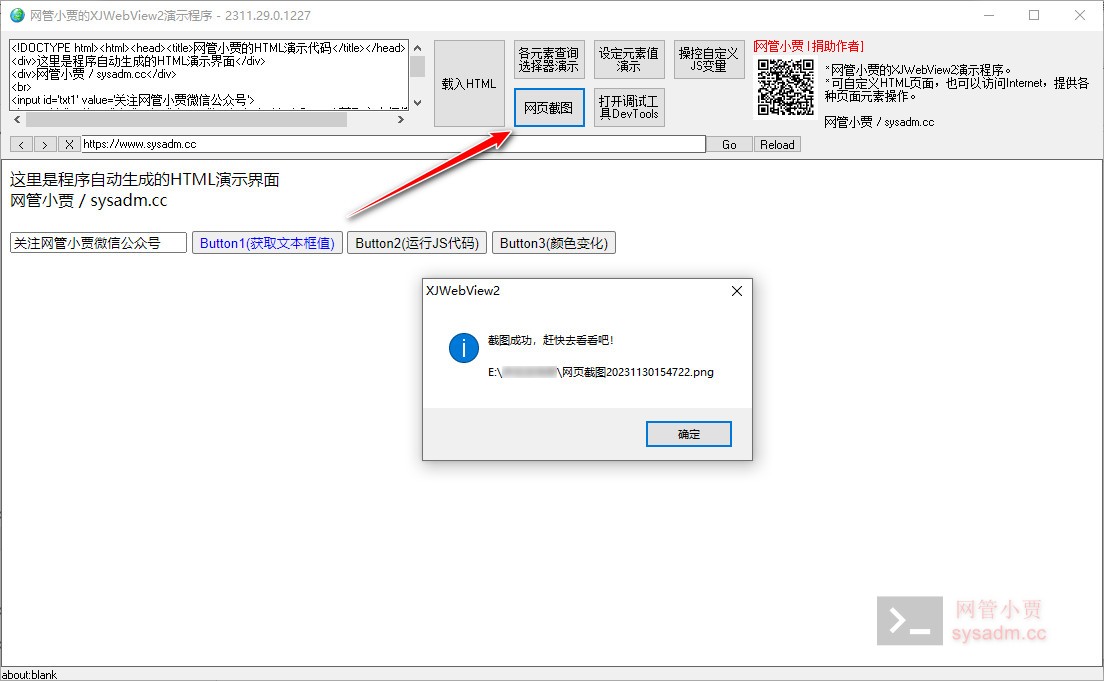 网管小贾的XJWebView2演示程序 - 2311.29.0.1227
<!DOCTYPE html><html><head><title>网管小贾的HTML演示代码</title></head>
<div>这里是程序自动生成的HTML演示界面</div>
<div>网管小贾 / sysadm.cc</div>
<br>
<input id='txt1' value='关注网管小贾微信公众号'>
载入HTML
各元素查询
选择器演示
设定元素值
演示
操控自定义
JS变量
网页截图
打开调试工
具DevTools
[网管小贾 | 捐助作者]
*网管小贾的XJWebView2演示程序。
*可自定义HTML页面，也可以访问Internet，提供各
种页面元素操作。
网管小贾 / sysadm.cc
< > X https://www.sysadm.cc Go Reload
这里是程序自动生成的HTML演示界面
网管小贾 / sysadm.cc
关注网管小贾微信公众号 Button1(获取文本框值) Button2(运行JS代码) Button3(颜色变化)
XJWebView2
截图成功，赶快去看看吧！
E:\ \网页截图20231130154722.png
确定
网管小贾
sysadm.cc
about:blank